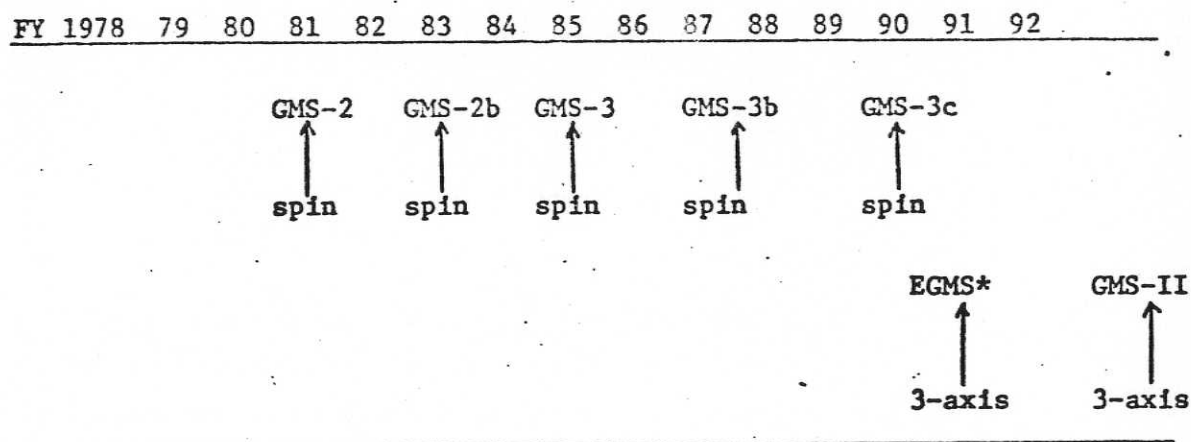 FY 1978 79 80 81 82 83 84 85 86 87 88 89 90 91 92
GMS-2 GMS-2b GMS-3 GMS-3b GMS-3c
spin spin spin spin spin
EGMS* GMS-II
3-axis 3-axis